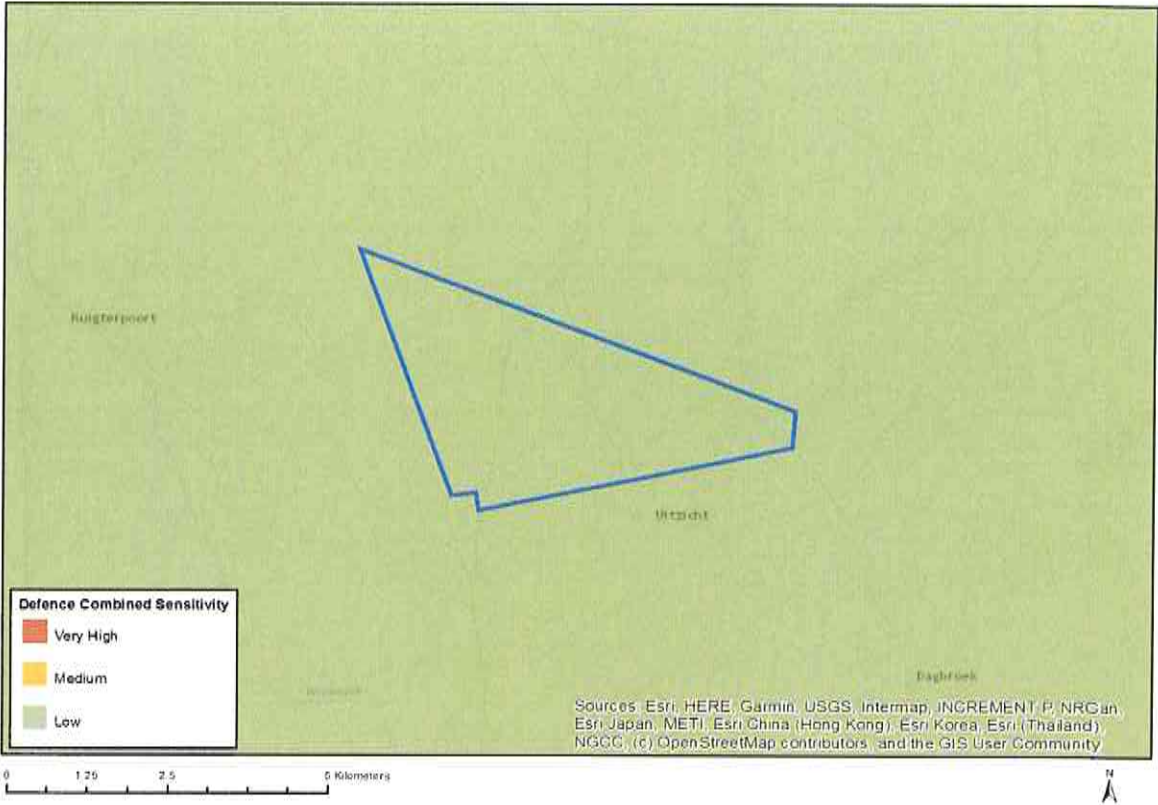 Ruigterpoort
Uitzicht
Defence Combined Sensitivity
Very High
Medium
Low
Dagbreek
Sources: Esri, HERE, Garmin, USGS, Intermap, INCREMENT P, NRCan,
Esri Japan, METI, Esri China (Hong Kong), Esri Korea, Esri (Thailand),
NGCC, (c) OpenStreetMap contributors, and the GIS User Community
0 1.25 2.5 5 Kilometers
N